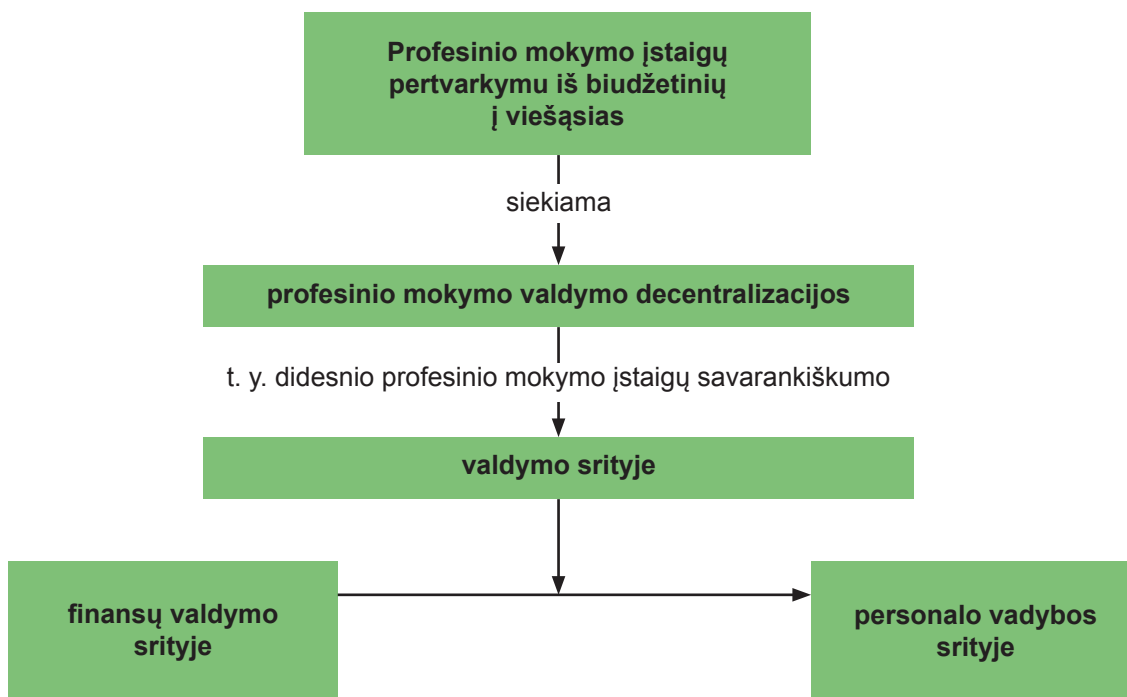 Profesinio mokymo įstaigų
pertvarkymu iš biudžetinių
į viešąsias
siekiama
profesinio mokymo valdymo decentralizacijos
t. y. didesnio profesinio mokymo įstaigų savarankiškumo
valdymo srityje
finansų valdymo
srityje
personalo vadybos
srityje